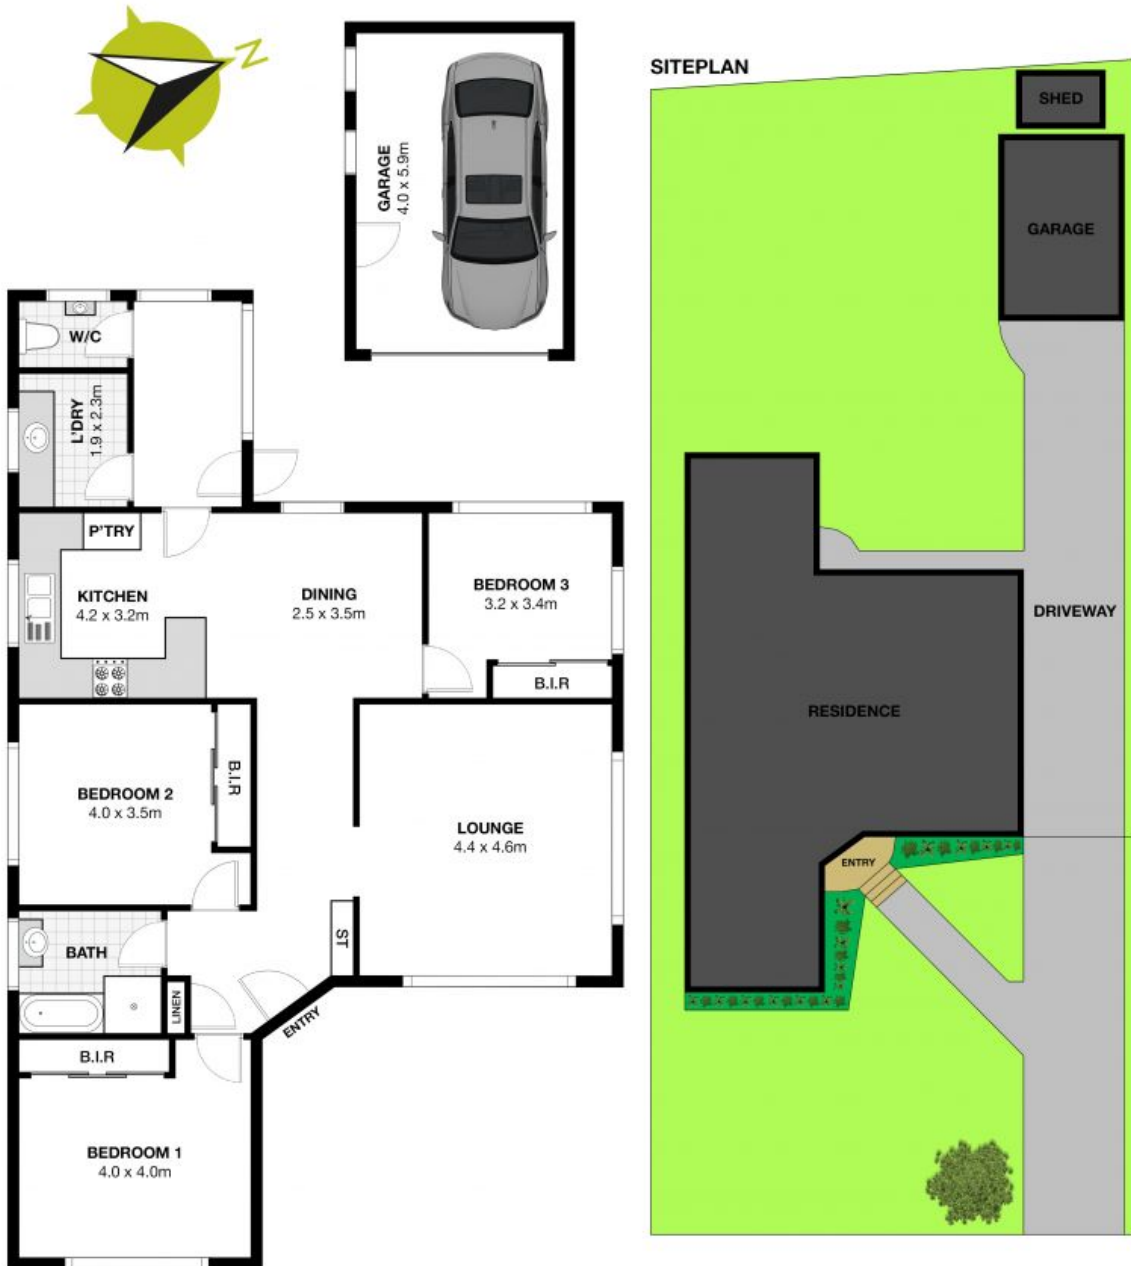 N
GARAGE
4.0 x 5.9m
W/C
L'DRY
1.9 x 2.3m
P'TRY
KITCHEN
4.2 x 3.2m
DINING
2.5 x 3.5m
BEDROOM 3
3.2 x 3.4m
B.I.R
BEDROOM 2
4.0 x 3.5m
B.I.R
LOUNGE
4.4 x 4.6m
BATH
ST
LINEN
ENTRY
B.I.R
BEDROOM 1
4.0 x 4.0m
SITEPLAN
SHED
GARAGE
DRIVEWAY
RESIDENCE
ENTRY